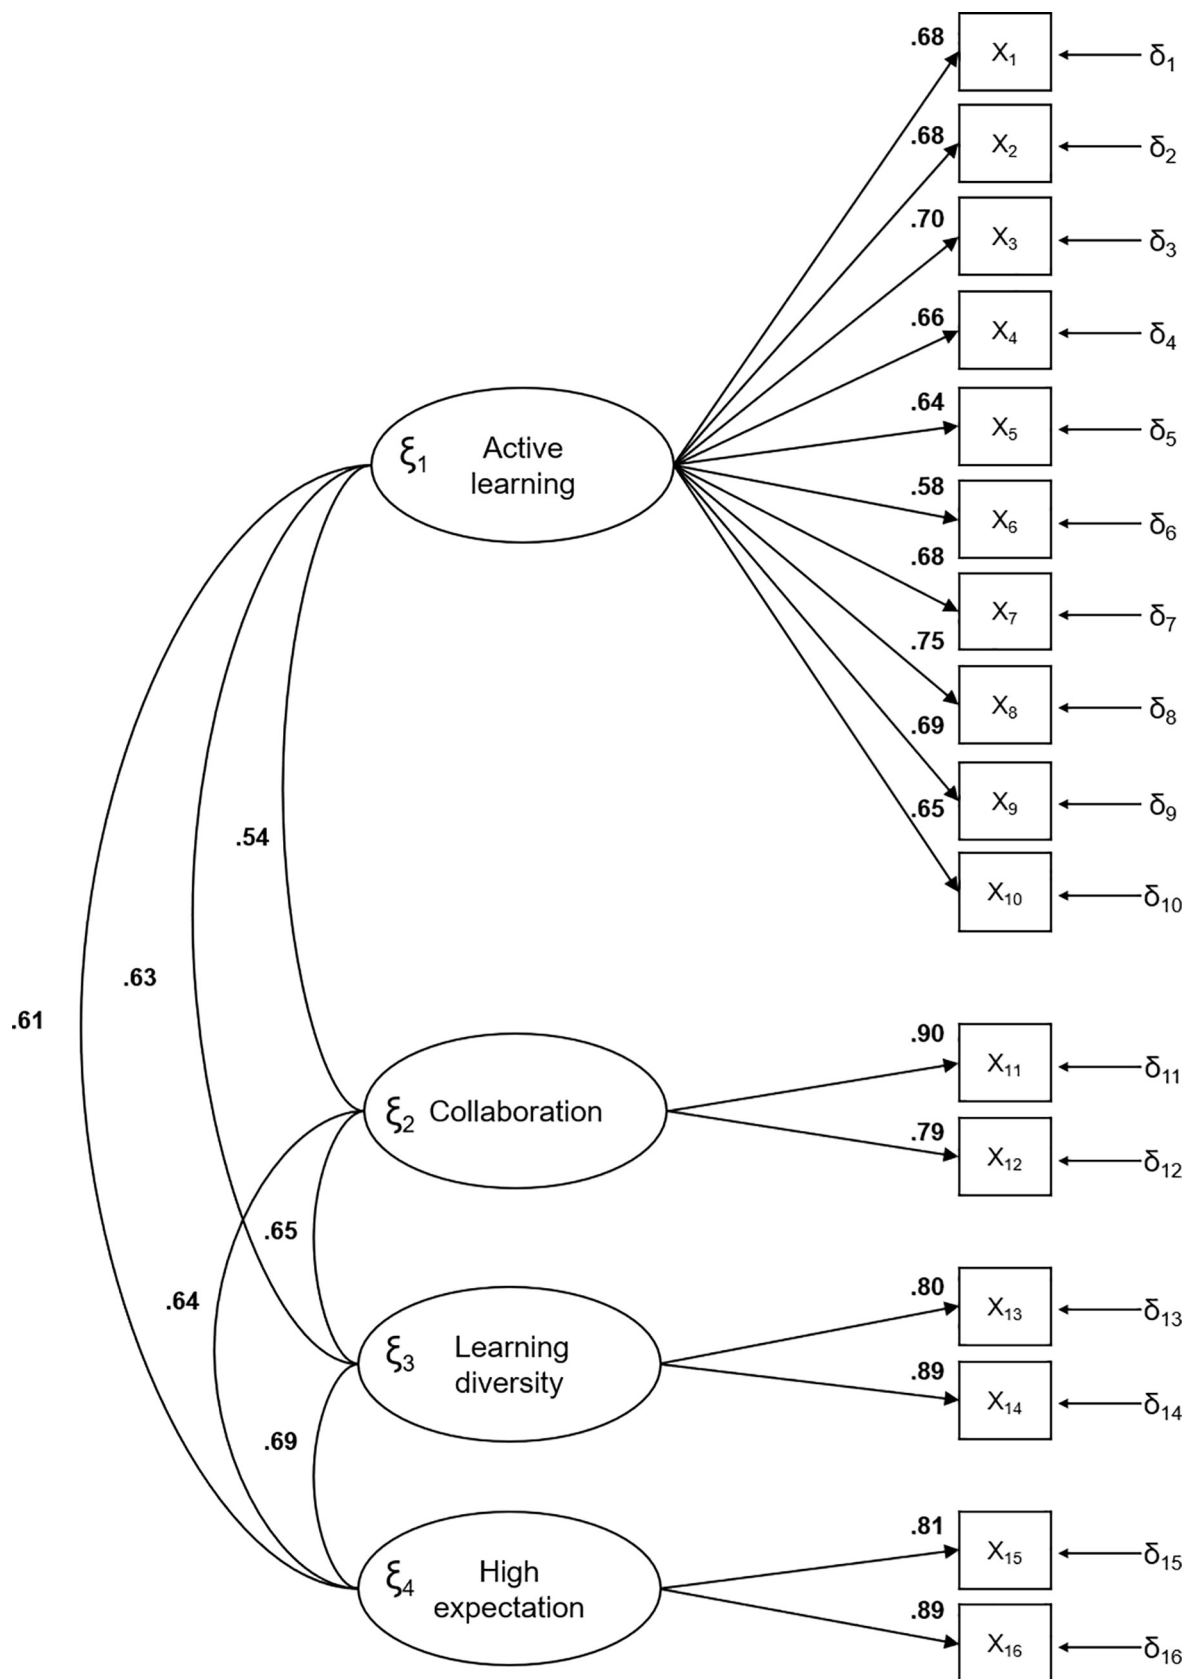 .68 X₁ δ₁
.68 X₂ δ₂
.70 X₃ δ₃
.66 X₄ δ₄
.64 X₅ δ₅
ξ₁ Active
learning
.58 X₆ δ₆
.68 X₇ δ₇
.75 X₈ δ₈
.69 X₉ δ₉
.65 X₁₀ δ₁₀
.54
.63
.61
.90 X₁₁ δ₁₁
ξ₂ Collaboration
.79 X₁₂ δ₁₂
.65
.64
.80 X₁₃ δ₁₃
ξ₃ Learning
diversity
.89 X₁₄ δ₁₄
.69
.81 X₁₅ δ₁₅
ξ₄ High
expectation
.89 X₁₆ δ₁₆